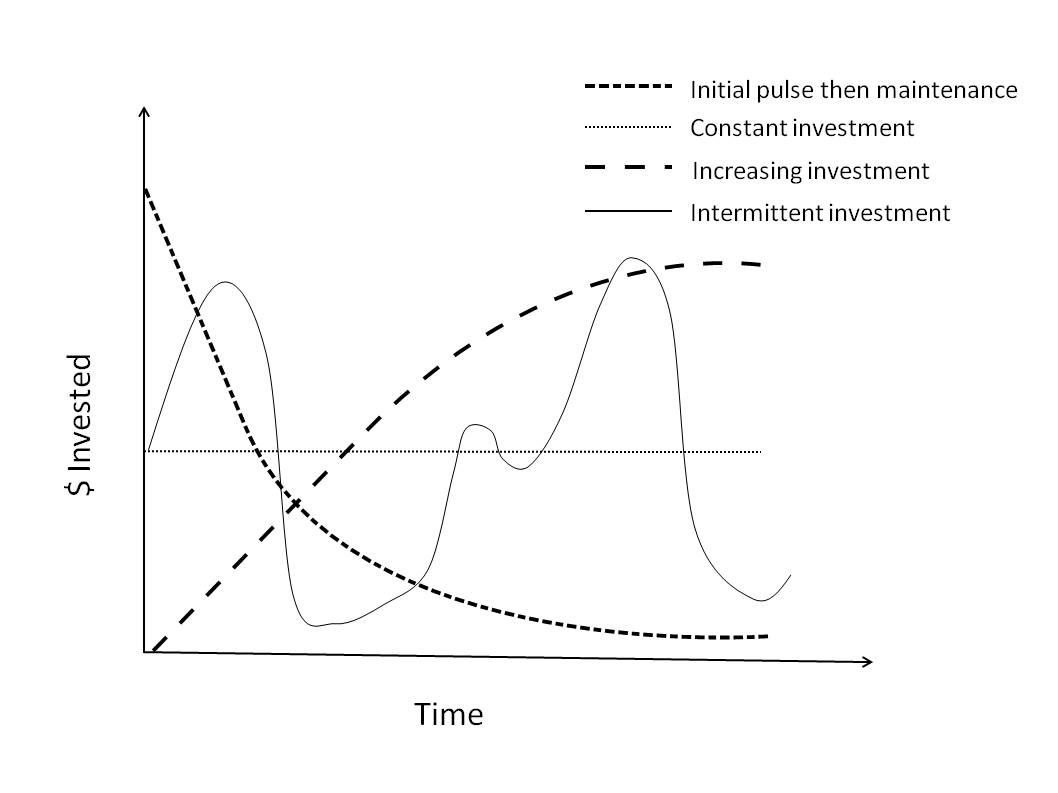 Initial pulse then maintenance
Constant investment
Increasing investment
Intermittent investment
$ Invested
Time